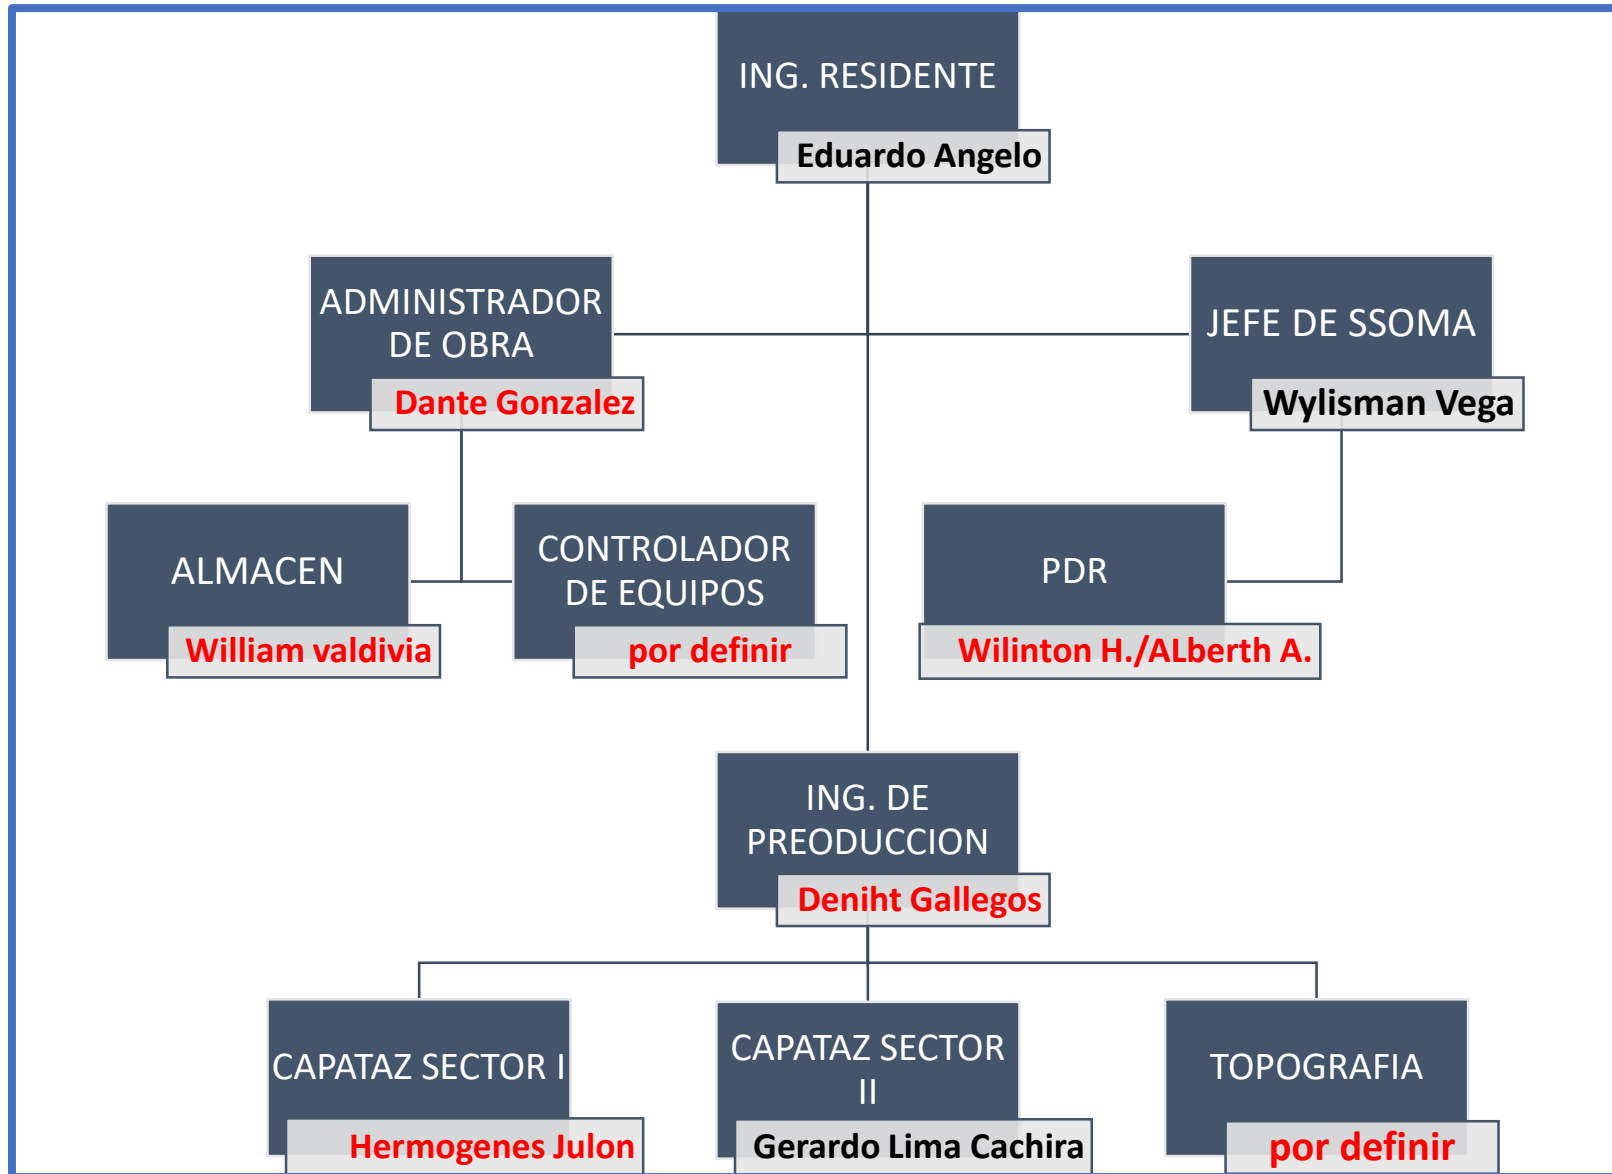 ING. RESIDENTE
Eduardo Angelo
ADMINISTRADOR
DE OBRA
Dante Gonzalez
JEFE DE SSOMA
Wylisman Vega
ALMACEN
William valdivia
CONTROLADOR
DE EQUIPOS
por definir
PDR
Wilinton H./ALberth A.
ING. DE
PREODUCCION
Deniht Gallegos
CAPATAZ SECTOR I
Hermogenes Julon
CAPATAZ SECTOR
II
Gerardo Lima Cachira
TOPOGRAFIA
por definir